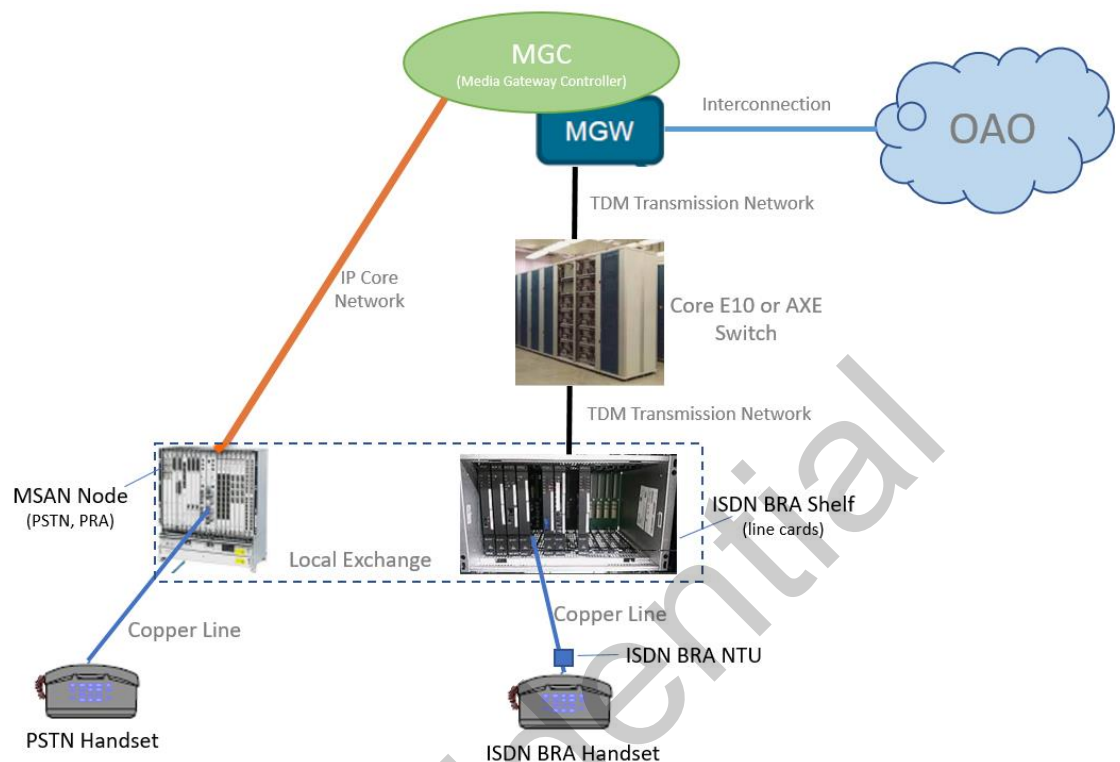 MGC
(Media Gateway Controller)
MGW
Interconnection
OAO
TDM Transmission Network
IP Core
Network
Core E10 or AXE
Switch
TDM Transmission Network
MSAN Node
(PSTN, PRA)
Local Exchange
ISDN BRA Shelf
(line cards)
Copper Line
Copper Line
ISDN BRA NTU
PSTN Handset
ISDN BRA Handset
idential